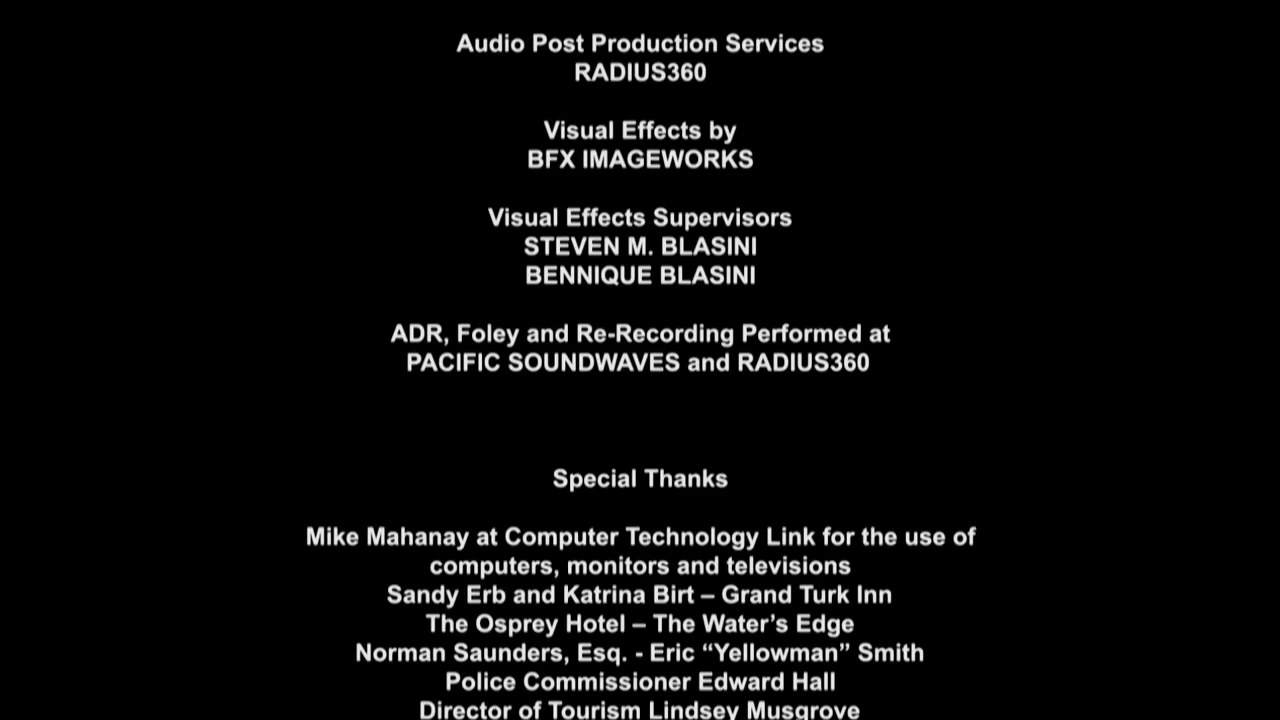 Audio Post Production Services
RADIUS360
Visual Effects by
BFX IMAGEWORKS
Visual Effects Supervisors
STEVEN M. BLASINI
BENNIQUE BLASINI
ADR, Foley and Re-Recording Performed at
PACIFIC SOUNDWAVES and RADIUS360
Special Thanks
Mike Mahanay at Computer Technology Link for the use of
computers, monitors and televisions
Sandy Erb and Katrina Birt – Grand Turk Inn
The Osprey Hotel – The Water’s Edge
Norman Saunders, Esq. - Eric “Yellowman” Smith
Police Commissioner Edward Hall
Director of Tourism Lindsey Musgrove